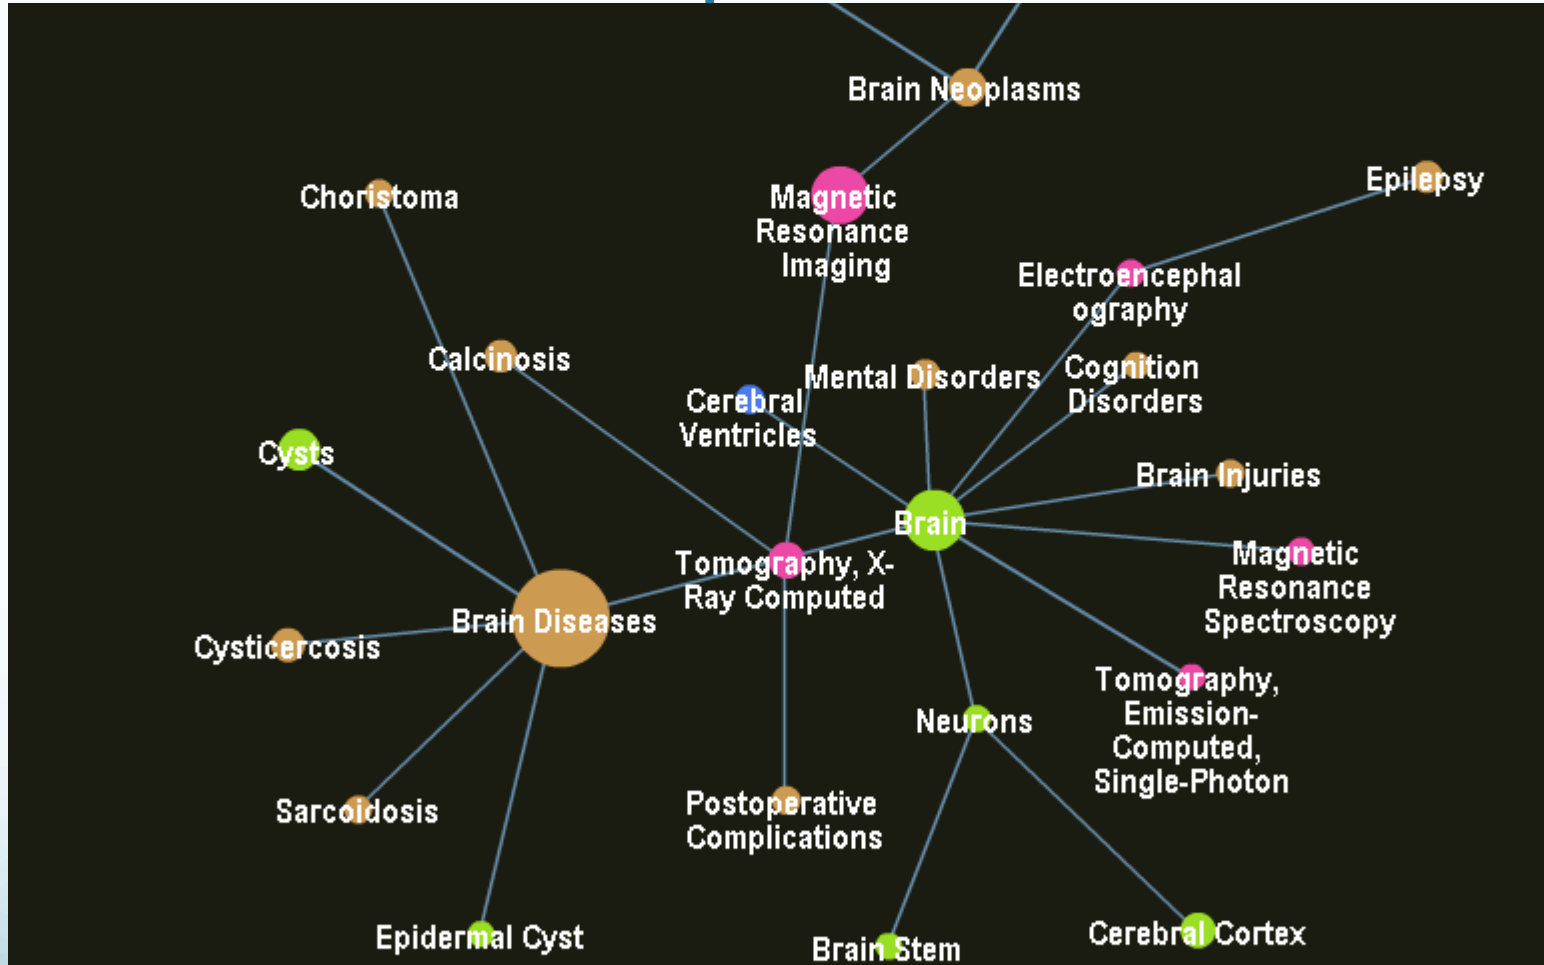 Brain Neoplasms
Epilepsy
Choristoma
Magnetic
Resonance
Imaging
Electroencephal
ography
Calcinosis
Mental Disorders
Cognition
Disorders
Cerebral
Ventricles
Cysts
Brain Injuries
Brain
Tomography, X-
Ray Computed
Magnetic
Resonance
Spectroscopy
Brain Diseases
Cysticercosis
Tomography,
Emission-
Computed,
Single-Photon
Neurons
Sarcoidosis
Postoperative
Complications
Epidermal Cyst
Brain Stem
Cerebral Cortex